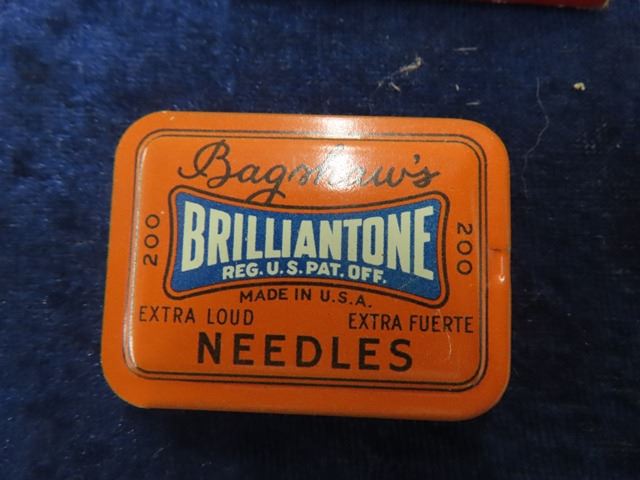 Bagshaw's
BRILLIANTONE
REG. U.S. PAT. OFF.
MADE IN U.S.A.
200
200
EXTRA LOUD
EXTRA FUERTE
NEEDLES